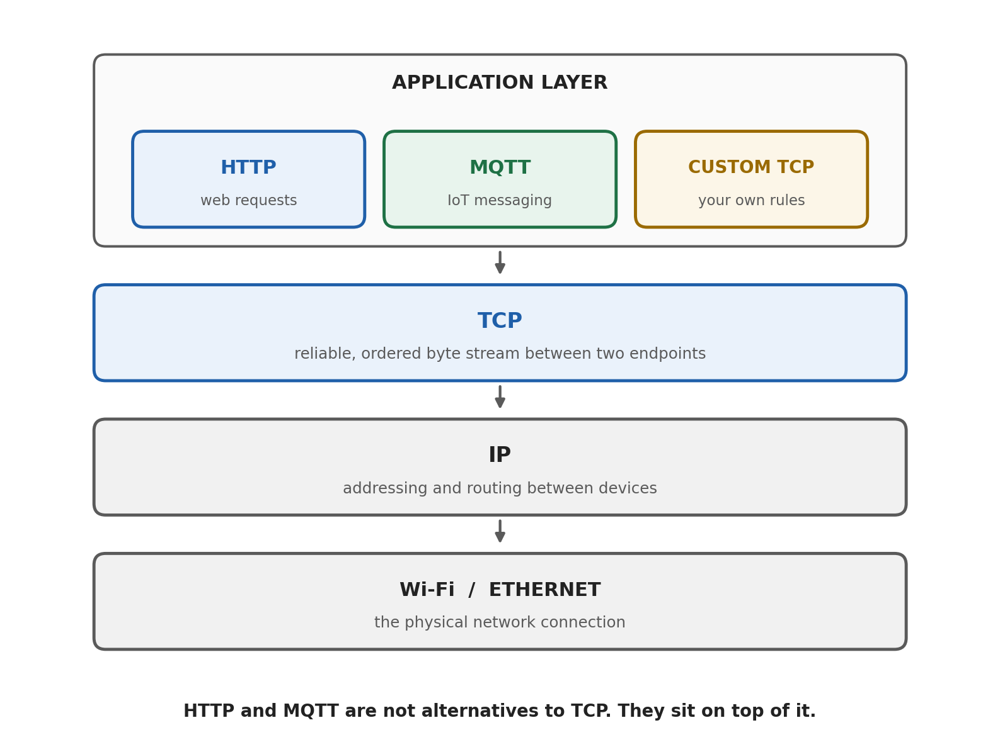 APPLICATION LAYER
HTTP
web requests
MQTT
IoT messaging
CUSTOM TCP
your own rules
TCP
reliable, ordered byte stream between two endpoints
IP
addressing and routing between devices
Wi-Fi / ETHERNET
the physical network connection
HTTP and MQTT are not alternatives to TCP. They sit on top of it.